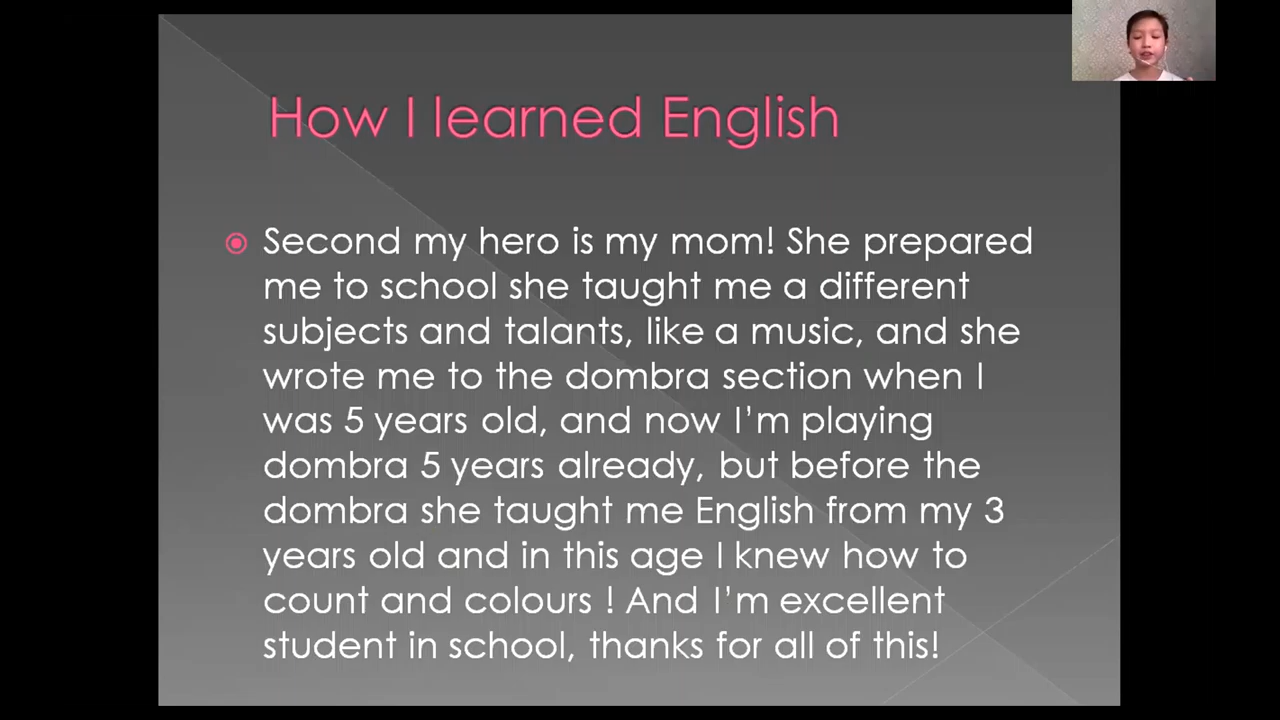 How I learned English
Second my hero is my mom! She prepared
me to school she taught me a different
subjects and talants, like a music, and she
wrote me to the dombra section when I
was 5 years old, and now I'm playing
dombra 5 years already, but before the
dombra she taught me English from my 3
years old and in this age I knew how to
count and colours ! And I'm excellent
student in school, thanks for all of this!